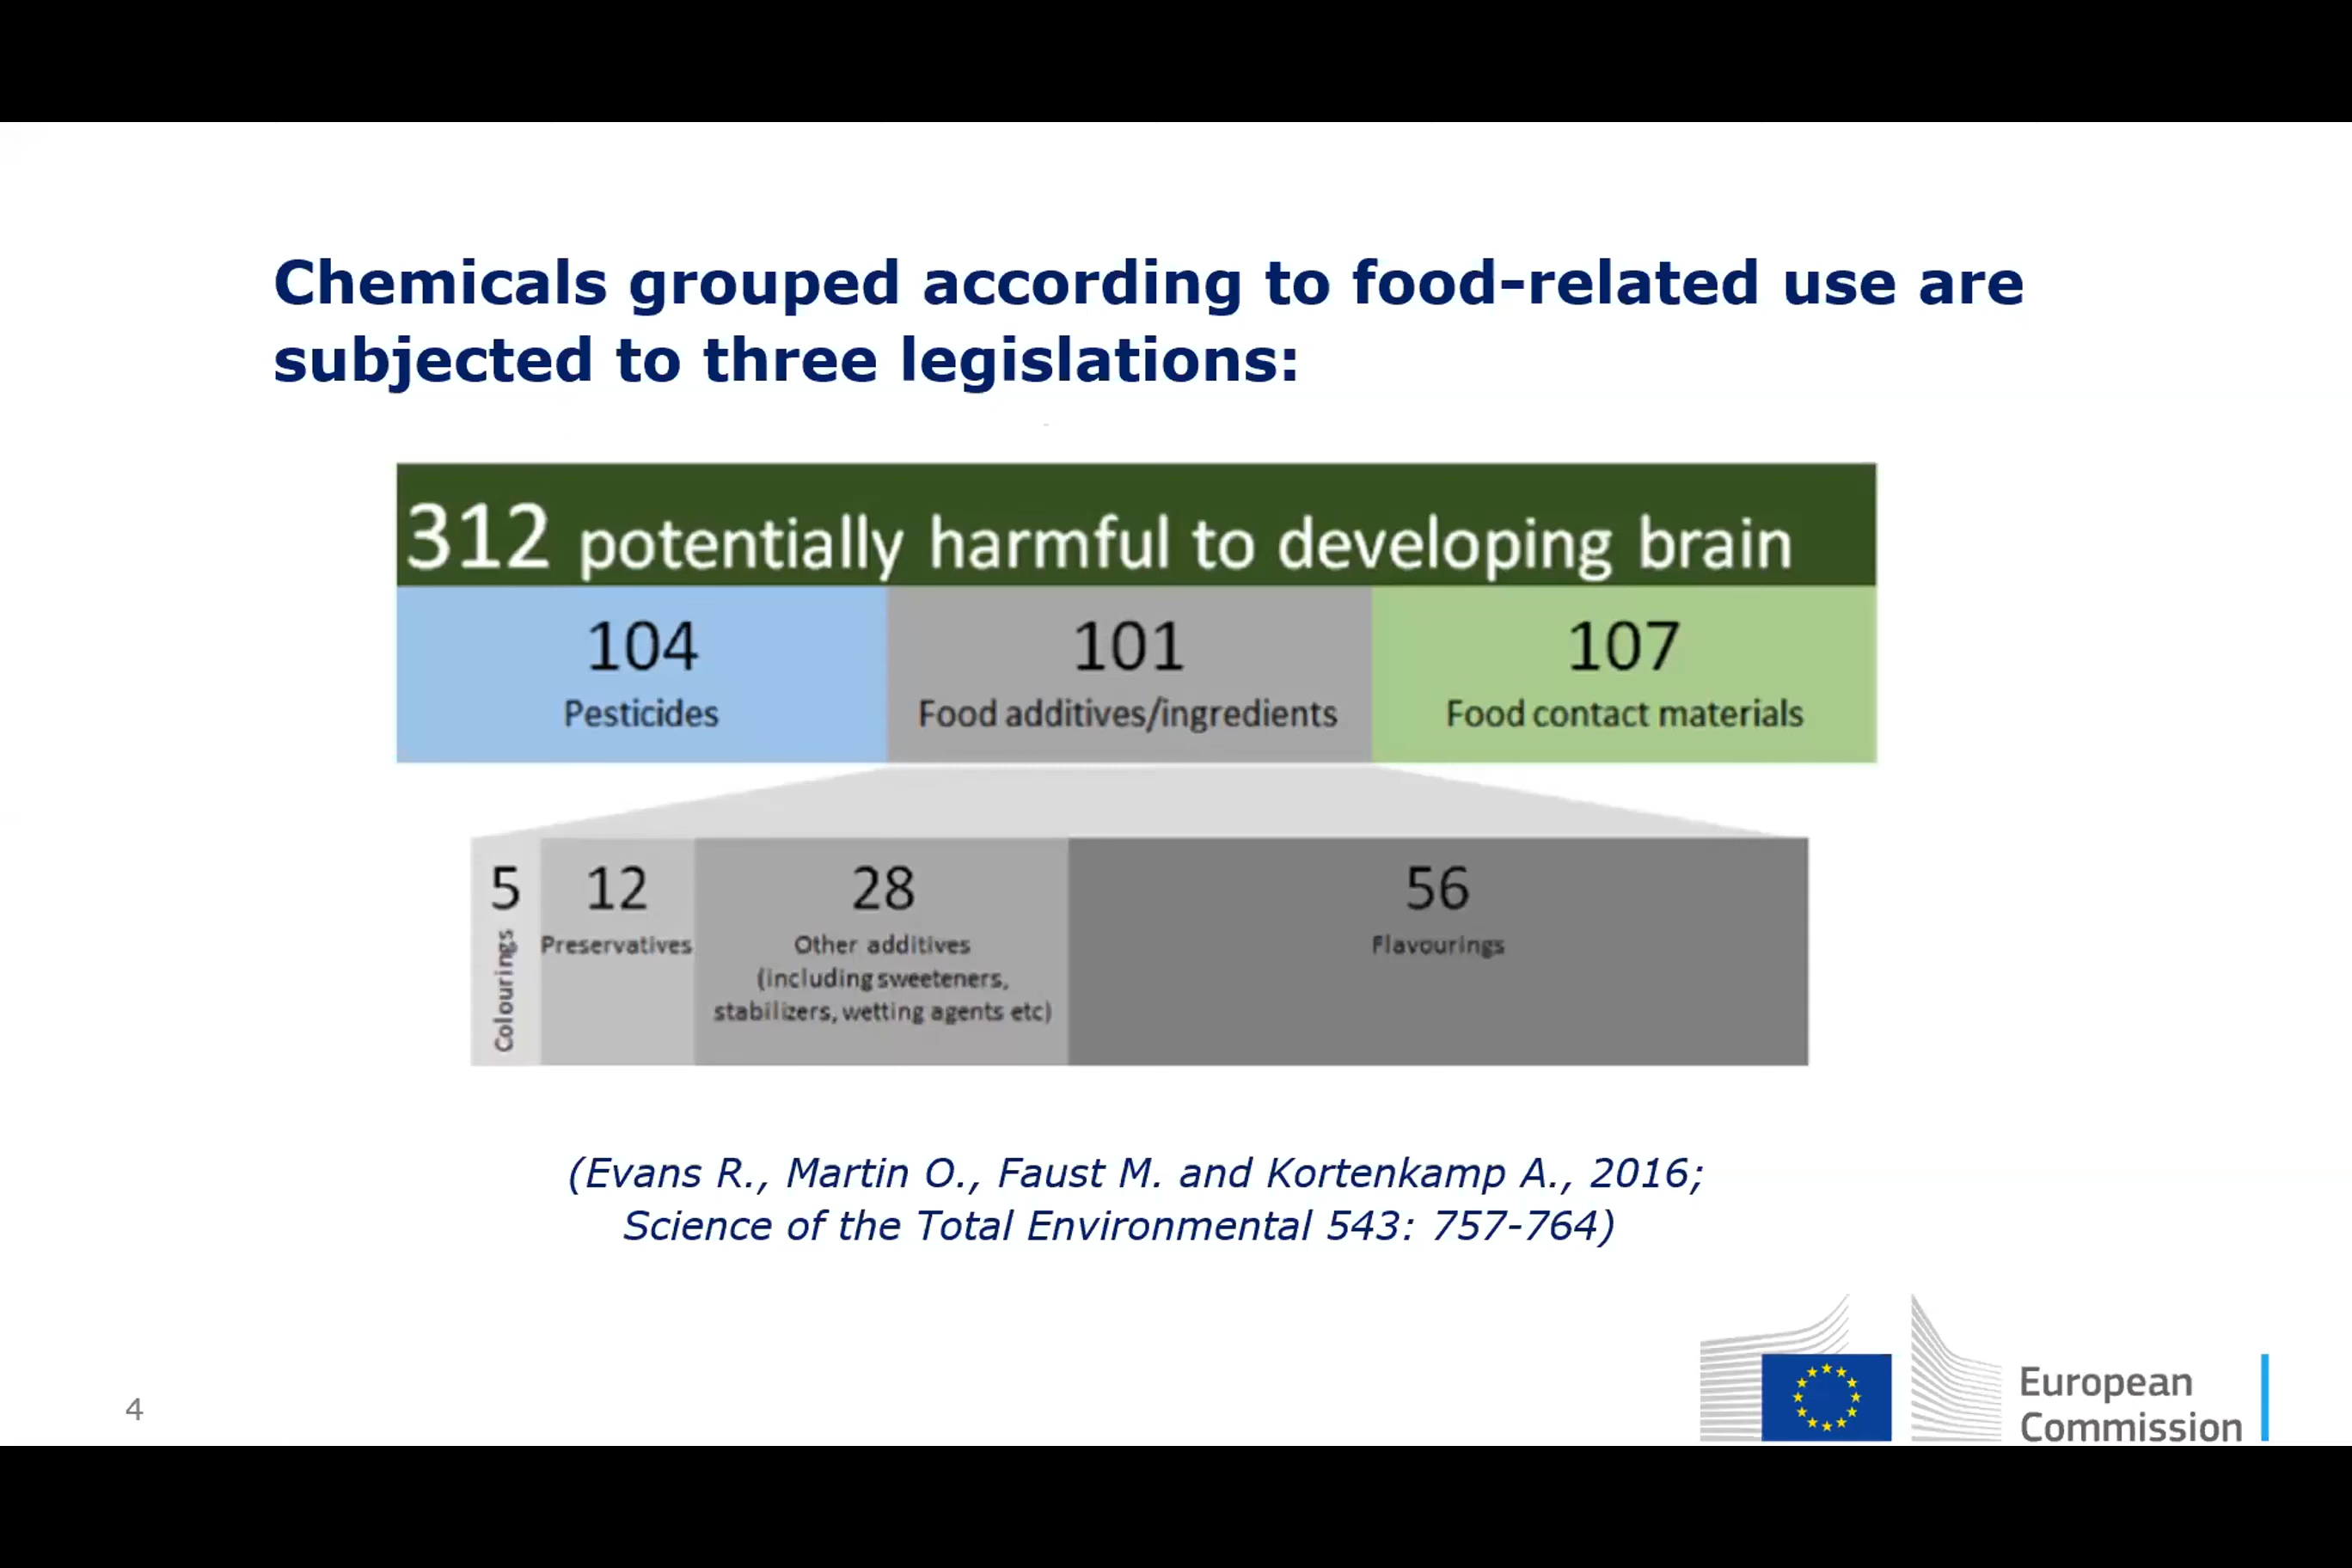 Chemicals grouped according to food-related use are
subjected to three legislations:
312 potentially harmful to developing brain
104
Pesticides
101
Food additives/ingredients
107
Food contact materials
5
Colourings
12
Preservatives
28
Other additives
(including sweeteners,
stabilizers, wetting agents etc)
56
Flavourings
(Evans R., Martin O., Faust M. and Kortenkamp A., 2016;
Science of the Total Environmental 543: 757-764)
4
European
Commission